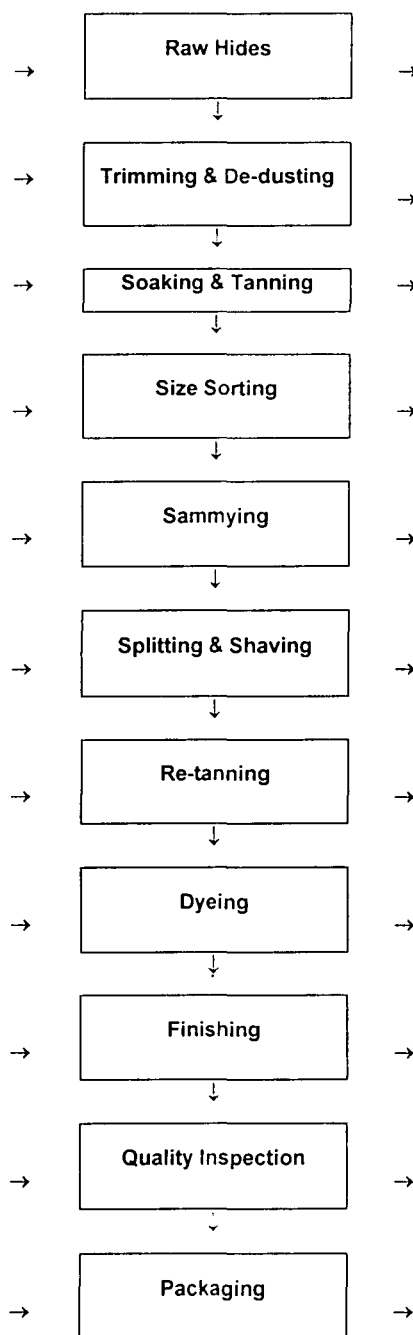 Raw Hides
Trimming & De-dusting
Soaking & Tanning
Size Sorting
Sammying
Splitting & Shaving
Re-tanning
Dyeing
Finishing
Quality Inspection
Packaging